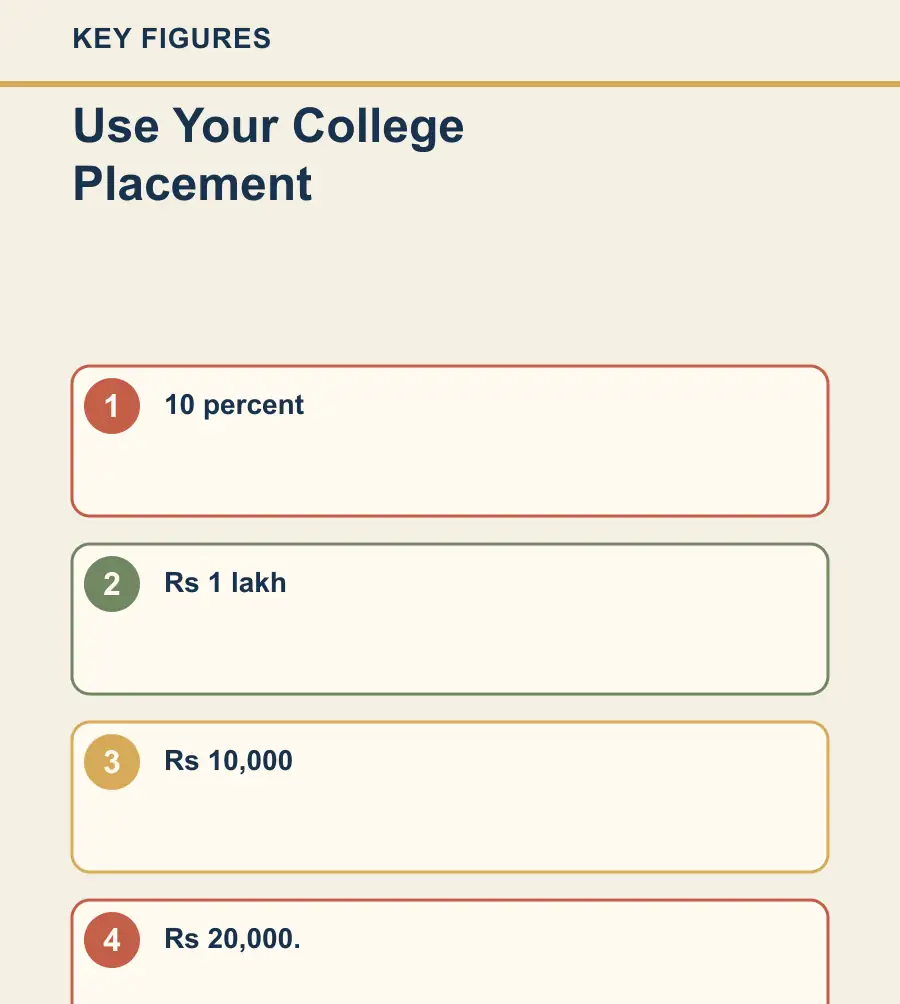 KEY FIGURES
Use Your College
Placement
1 10 percent
2 Rs 1 lakh
3 Rs 10,000
4 Rs 20,000.